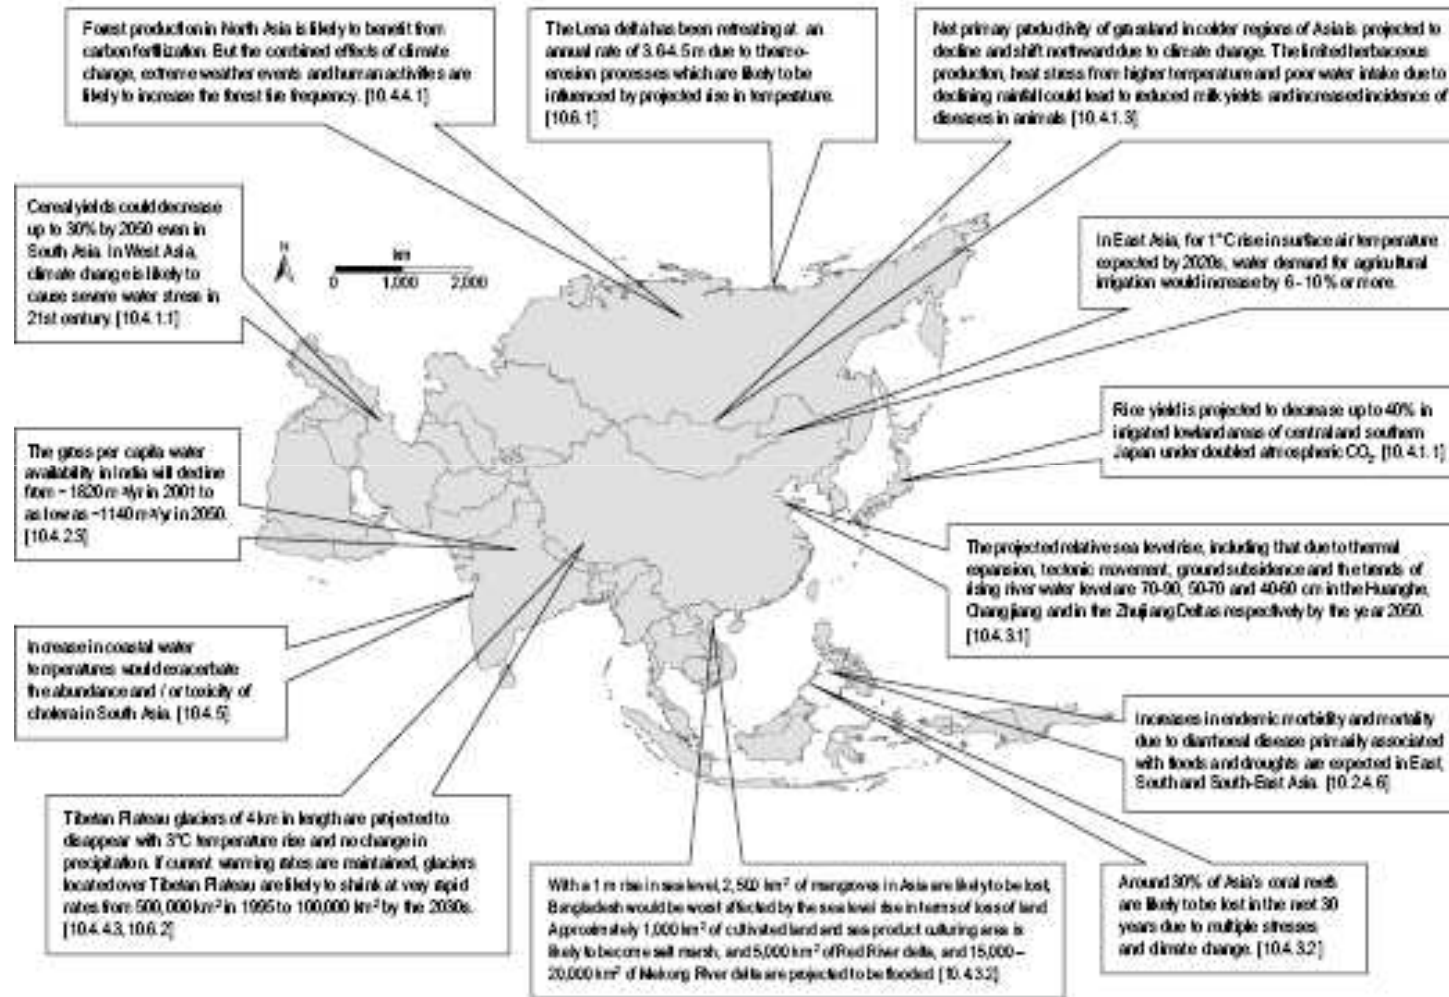 Forest production in North Asia is likely to benefit from
carbon fertilization. But the combined effects of climate
change, extreme weather events and human activities are
likely to increase the forest fire frequency. [10.4.4.1]
The Lena delta has been retreating at an
annual rate of 3.6-4.5 m due to thermo-
erosion processes which are likely to be
influenced by projected rise in temperature.
[10.6.1]
Net primary productivity of grassland in colder regions of Asia is projected to
decline and shift northward due to climate change. The limited herbaceous
production, heat stress from higher temperature and poor water intake due to
declining rainfall could lead to reduced milk yields and increased incidence of
diseases in animals [10.4.1.3]
Cereal yields could decrease
up to 30% by 2050 even in
South Asia. In West Asia,
climate change is likely to
cause severe water stress in
21st century. [10.4.1.1]
N
km
0 1,000 2,000
In East Asia, for 1°C rise in surface air temperature
expected by 2020s, water demand for agricultural
irrigation would increase by 6 - 10% or more.
Rice yield is projected to decrease up to 40% in
irrigated lowland areas of central and southern
Japan under doubled atmospheric CO₂. [10.4.1.1]
The gross per capita water
availability in India will decline
from ~1820 m³/yr in 2001 to
as low as ~1140 m³/yr in 2050.
[10.4.2.3]
The projected relative sea level rise, including that due to thermal
expansion, tectonic movement, ground subsidence and the trends of
rising river water level are 70-90, 50-70 and 40-60 cm in the Huanghe,
Changjiang and in the Zhujiang Deltas respectively by the year 2050.
[10.4.3.1]
Increase in coastal water
temperatures would exacerbate
the abundance and / or toxicity of
cholera in South Asia. [10.4.5]
Increases in endemic morbidity and mortality
due to diarrhoeal disease primarily associated
with floods and droughts are expected in East,
South and South-East Asia. [10.2.4.6]
Tibetan Plateau glaciers of 4 km in length are projected to
disappear with 3°C temperature rise and no change in
precipitation. If current warming rates are maintained, glaciers
located over Tibetan Plateau are likely to shrink at very rapid
rates from 500,000 km² in 1995 to 100,000 km² by the 2030s.
[10.4.4.3, 10.6.2]
With a 1 m rise in sea level, 2,500 km² of mangroves in Asia are likely to be lost,
Bangladesh would be worst affected by the sea level rise in terms of loss of land
Approximately 1,000 km² of cultivated land and sea product culturing area is
likely to become salt marsh, and 5,000 km² of Red River delta, and 15,000 –
20,000 km² of Mekong River delta are projected to be flooded [10.4.3.2]
Around 30% of Asia's coral reefs
are likely to be lost in the next 30
years due to multiple stresses
and climate change. [10.4.3.2]